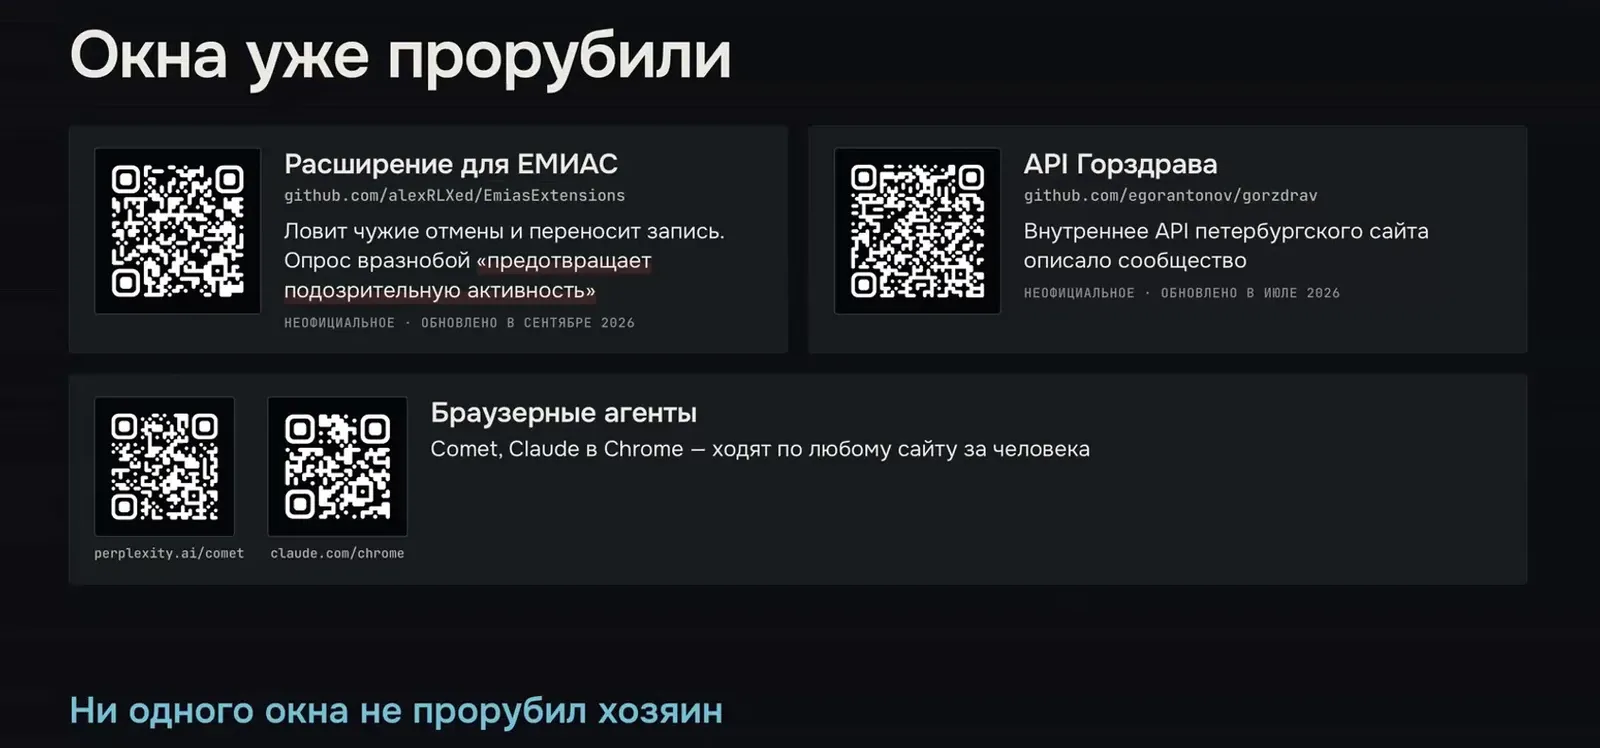 Окна уже прорубили
Расширение для ЕМИАС
github.com/alexRLXed/EmiasExtensions
Ловит чужие отмены и переносит запись.
Опрос вразнобой «предотвращает
подозрительную активность»
НЕОФИЦИАЛЬНОЕ · ОБНОВЛЕНО В СЕНТЯБРЕ 2026
API Горздрава
github.com/egorantonov/gorzdrav
Внутреннее API петербургского сайта
описало сообщество
НЕОФИЦИАЛЬНОЕ · ОБНОВЛЕНО В ИЮЛЕ 2026
Браузерные агенты
Comet, Claude в Chrome — ходят по любому сайту за человека
perplexity.ai/comet
claude.com/chrome
Ни одного окна не прорубил хозяин